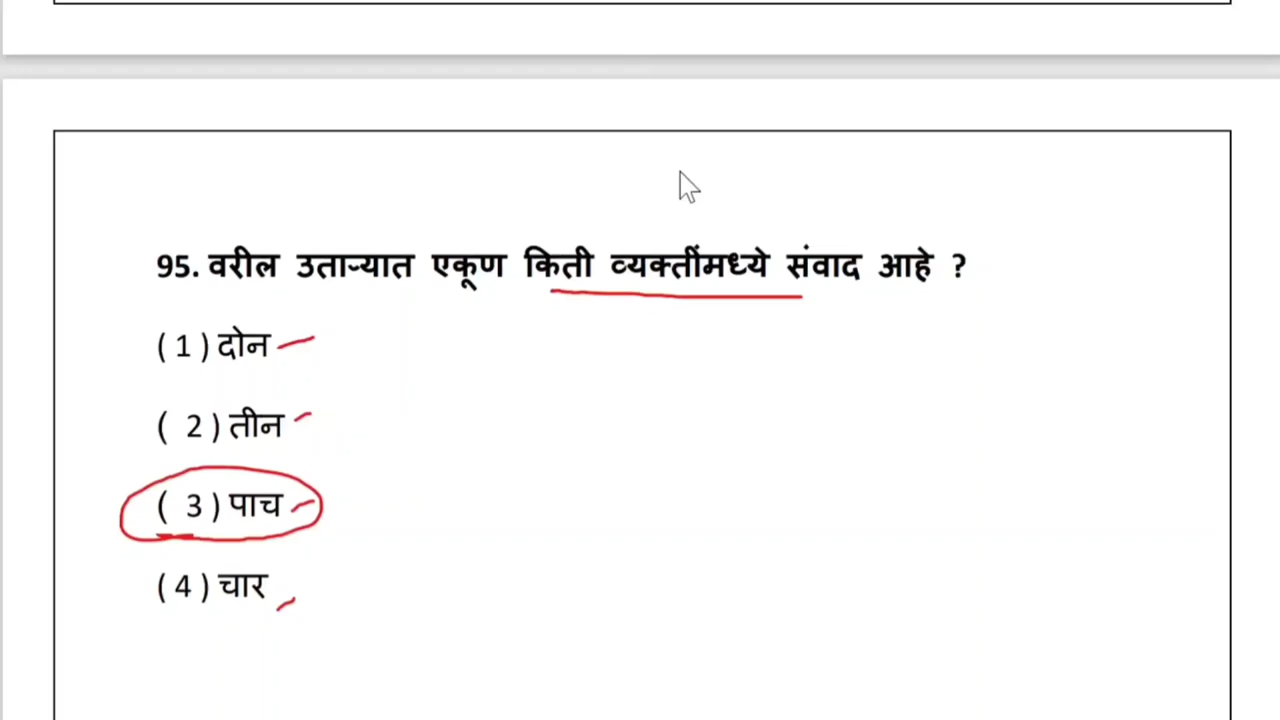 95. वरील उताऱ्यात एकूण किती व्यक्तींमध्ये संवाद आहे ?
( 1 ) दोन
( 2 ) तीन
( 3 ) पाच
( 4 ) चार